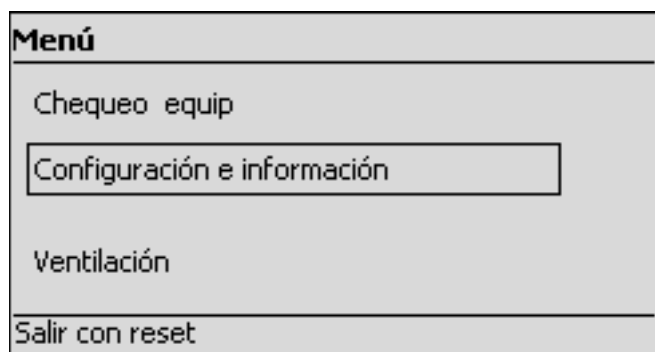 Menú
Chequeo equip
Configuración e información
Ventilación
Salir con reset